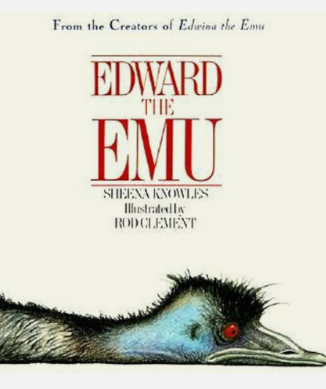 From the Creators of Edwina the Emu
EDWARD
THE
EMU
SHEENA KNOWLES
Illustrated by
ROD CLEMENT